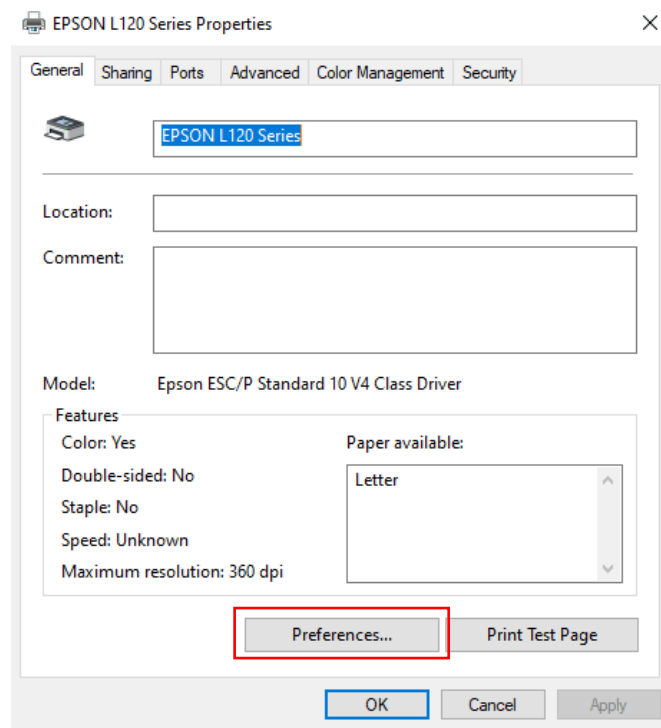 EPSON L120 Series Properties
General Sharing Ports Advanced Color Management Security
EPSON L120 Series
Location:
Comment:
Model: Epson ESC/P Standard 10 V4 Class Driver
Features
Color: Yes Paper available:
Double-sided: No Letter
Staple: No
Speed: Unknown
Maximum resolution: 360 dpi
Preferences... Print Test Page
OK Cancel Apply